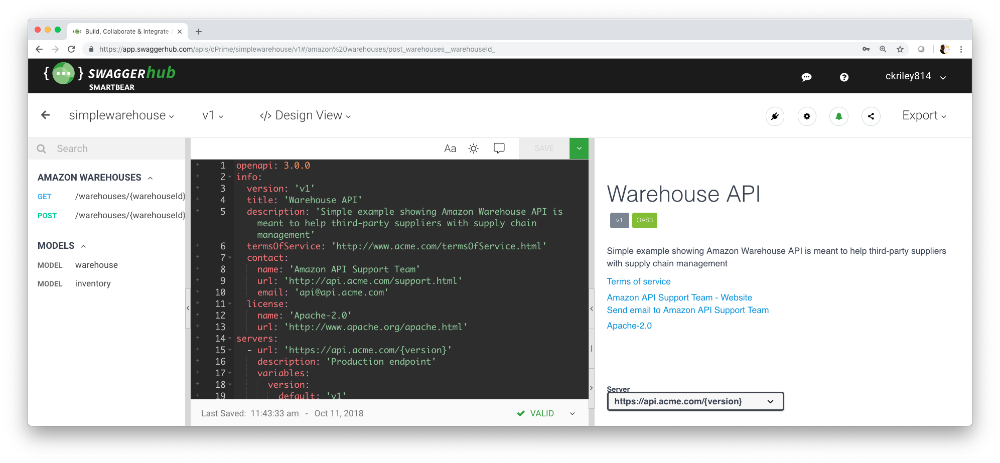 Build, Collaborate & Integrate
https://app.swaggerhub.com/apis/cPrime/simplewarehouse/v1#/amazon%20warehouses/post_warehouses__warehouseId_
{...} SWAGGERhub
SMARTBEAR
ckriley814
simplewarehouse
v1
</> Design View
Export
Search
Aa
SAVE
AMAZON WAREHOUSES
GET /warehouses/{warehouseId}
POST /warehouses/{warehouseId}
MODELS
MODEL warehouse
MODEL inventory
1 openapi: 3.0.0
2 info:
3 version: 'v1'
4 title: 'Warehouse API'
5 description: 'Simple example showing Amazon Warehouse API is
meant to help third-party suppliers with supply chain
management'
6 termsOfService: 'http://www.acme.com/termsOfService.html'
7 contact:
8 name: 'Amazon API Support Team'
9 url: 'http://api.acme.com/support.html'
10 email: 'api@api.acme.com'
11 license:
12 name: 'Apache-2.0'
13 url: 'http://www.apache.org/apache.html'
14 servers:
15 - url: 'https://api.acme.com/{version}'
16 description: 'Production endpoint'
17 variables:
18 version:
19 default: 'v1'
Last Saved: 11:43:33 am - Oct 11, 2018
VALID
Warehouse API
v1 OAS3
Simple example showing Amazon Warehouse API is meant to help third-party suppliers
with supply chain management
Terms of service
Amazon API Support Team - Website
Send email to Amazon API Support Team
Apache-2.0
Server
https://api.acme.com/{version}